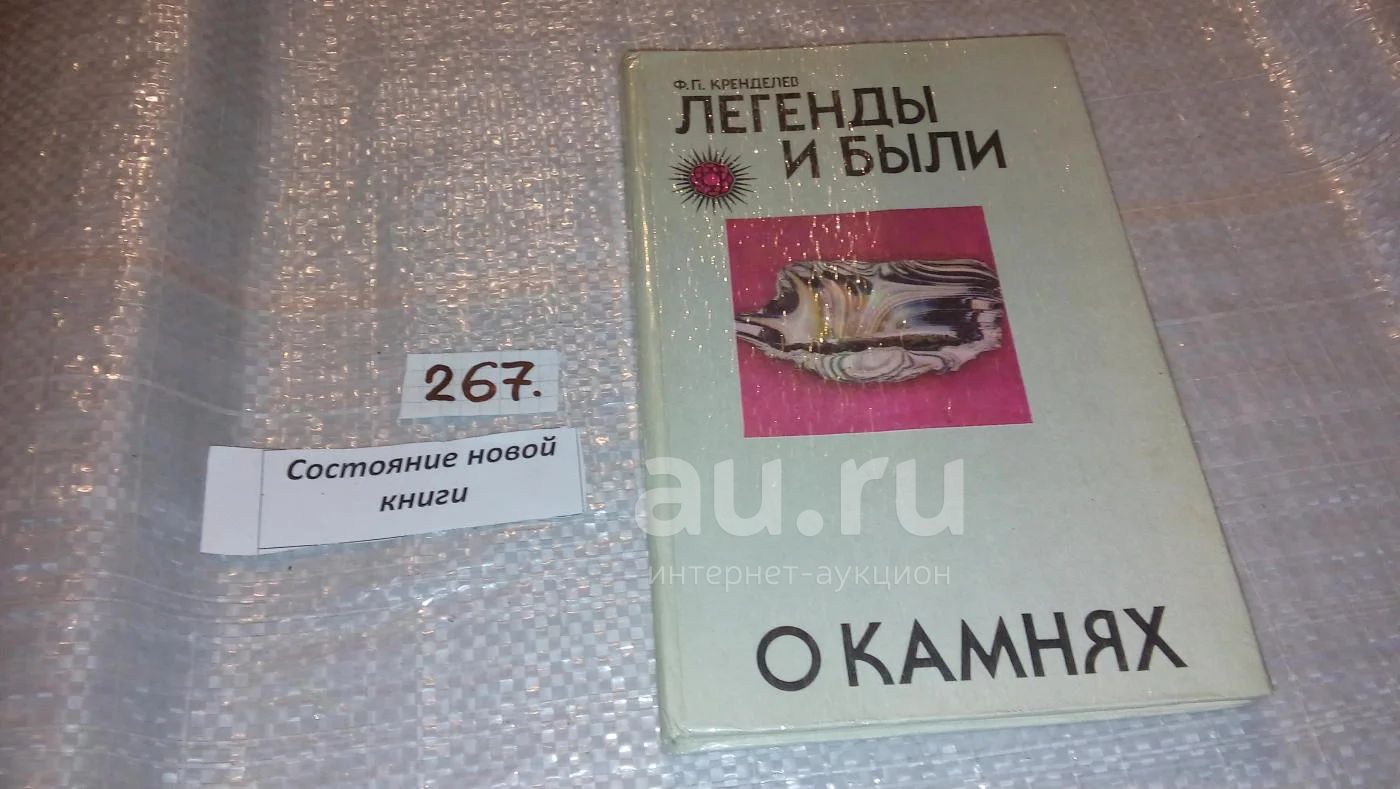 Ф.П. КРЕНДЕЛЕВ
ЛЕГЕНДЫ
И БЫЛИ
О КАМНЯХ
267.
Состояние новой
книги
au.ru
интернет-аукцион